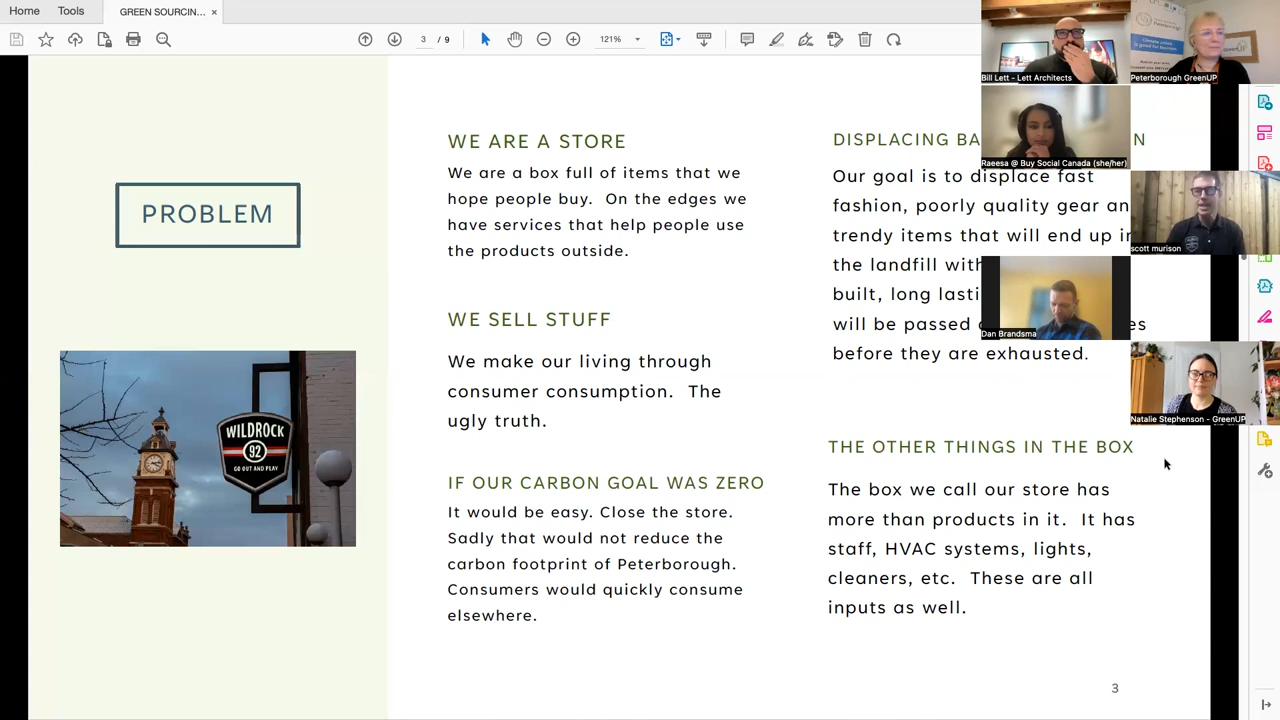 Home
Tools
GREEN SOURCIN...
3 / 9
121%
PROBLEM
WILDROCK
92
GO OUT AND PLAY
WE ARE A STORE
We are a box full of items that we
hope people buy. On the edges we
have services that help people use
the products outside.
WE SELL STUFF
We make our living through
consumer consumption. The
ugly truth.
IF OUR CARBON GOAL WAS ZERO
It would be easy. Close the store.
Sadly that would not reduce the
carbon footprint of Peterborough.
Consumers would quickly consume
elsewhere.
DISPLACING BA N
Our goal is to displace fast
fashion, poorly quality gear an
trendy items that will end up in
the landfill with
built, long lasti
will be passed es
before they are exhausted.
THE OTHER THINGS IN THE BOX
The box we call our store has
more than products in it. It has
staff, HVAC systems, lights,
cleaners, etc. These are all
inputs as well.
3
Bill Lett - Lett Architects
Peterborough GreenUP
Raeesa @ Buy Social Canada (she/her)
scott murison
Dan Brandsma
Natalie Stephenson - GreenUP